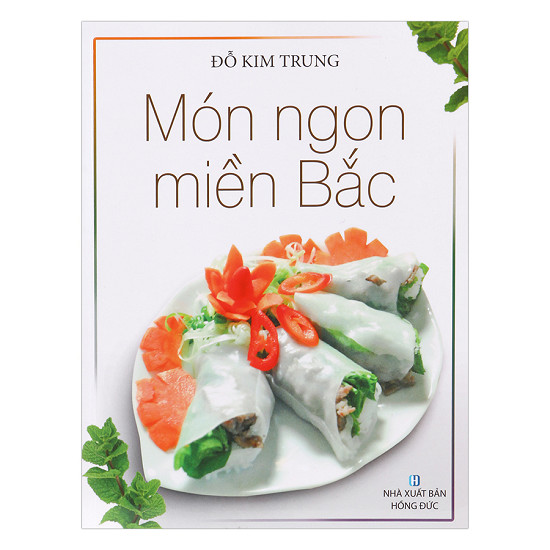 ĐỖ KIM TRUNG
Món ngon
miền Bắc
H
NHÀ XUẤT BẢN
HỒNG ĐỨC